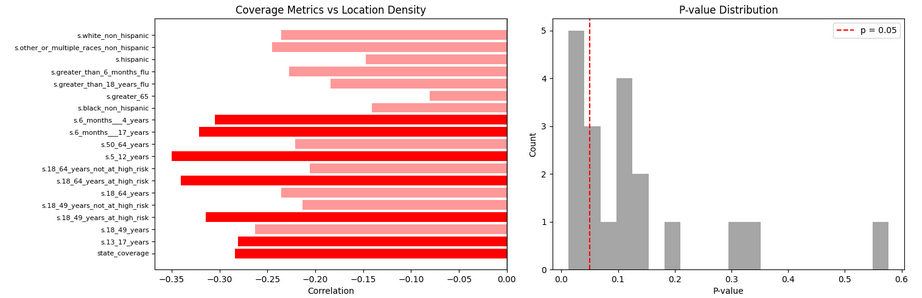 Coverage Metrics vs Location Density
s.white_non_hispanic
s.other_or_multiple_races_non_hispanic
s.hispanic
s.greater_than_6_months_flu
s.greater_than_18_years_flu
s.greater_65
s.black_non_hispanic
s.6_months___4_years
s.6_months___17_years
s.50_64_years
s.5_12_years
s.18_64_years_not_at_high_risk
s.18_64_years_at_high_risk
s.18_64_years
s.18_49_years_not_at_high_risk
s.18_49_years_at_high_risk
s.18_49_years
s.13_17_years
state_coverage
−0.35 −0.30 −0.25 −0.20 −0.15 −0.10 −0.05 0.00
Correlation
P-value Distribution
p = 0.05
Count
5
4
3
2
1
0
0.0 0.1 0.2 0.3 0.4 0.5 0.6
P-value